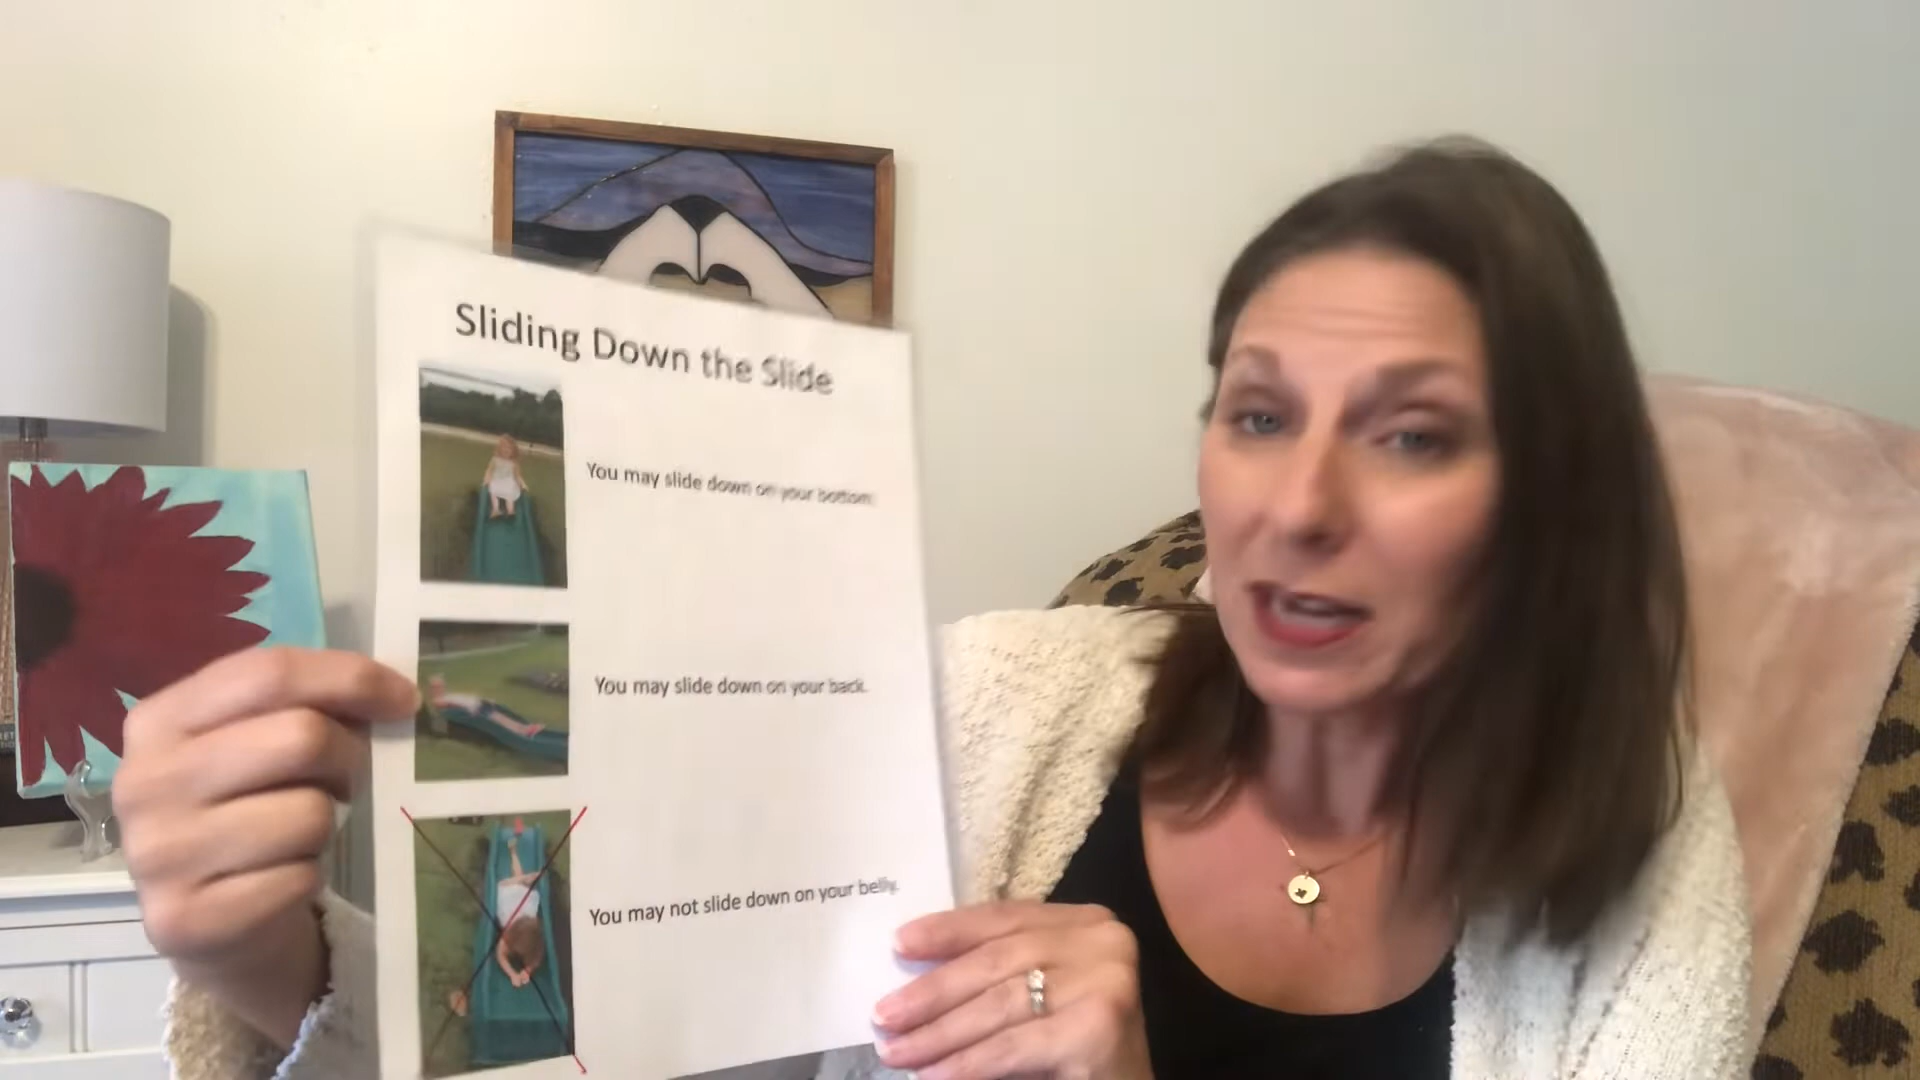 Sliding Down the Slide
You may slide down on your bottom.
You may slide down on your back.
You may not slide down on your belly.